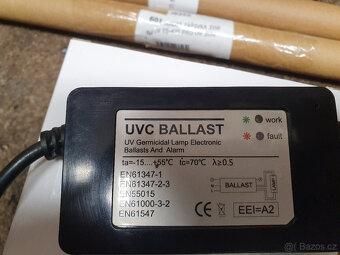 UVC BALLAST
UV Germicidal Lamp Electronic
Ballasts And Alarm
work
fault
ta=-15....+55℃ tc=70℃ λ≥0.5
EN61347-1
EN61347-2-3
EN55015
EN61000-3-2
EN61547
BALLAST
LAMP
CE
EEI=A2
Bazos.cz